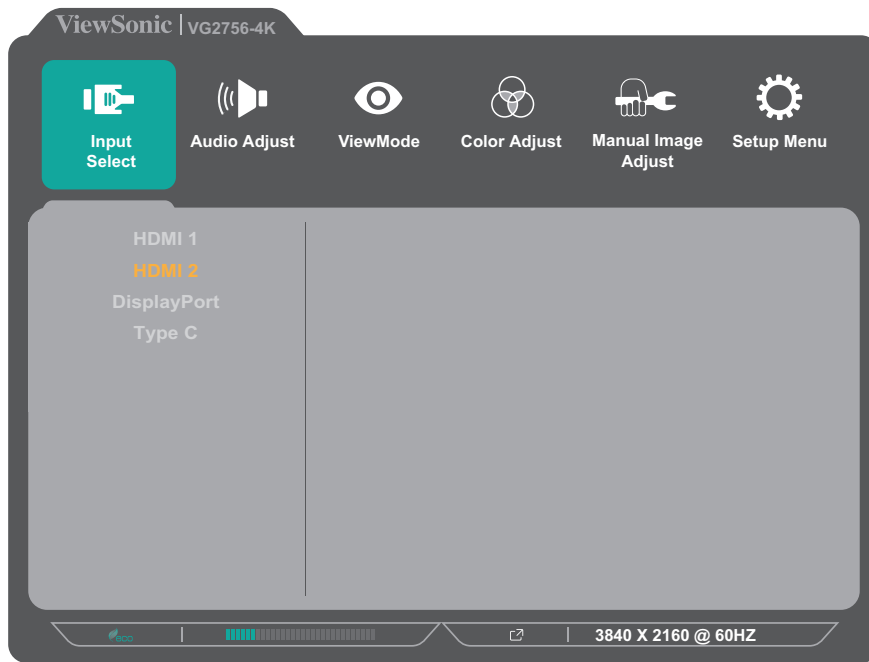 ViewSonic | VG2756-4K
Input
Select
Audio Adjust
ViewMode
Color Adjust
Manual Image
Adjust
Setup Menu
HDMI 1
HDMI 2
DisplayPort
Type C
eco
3840 X 2160 @ 60HZ